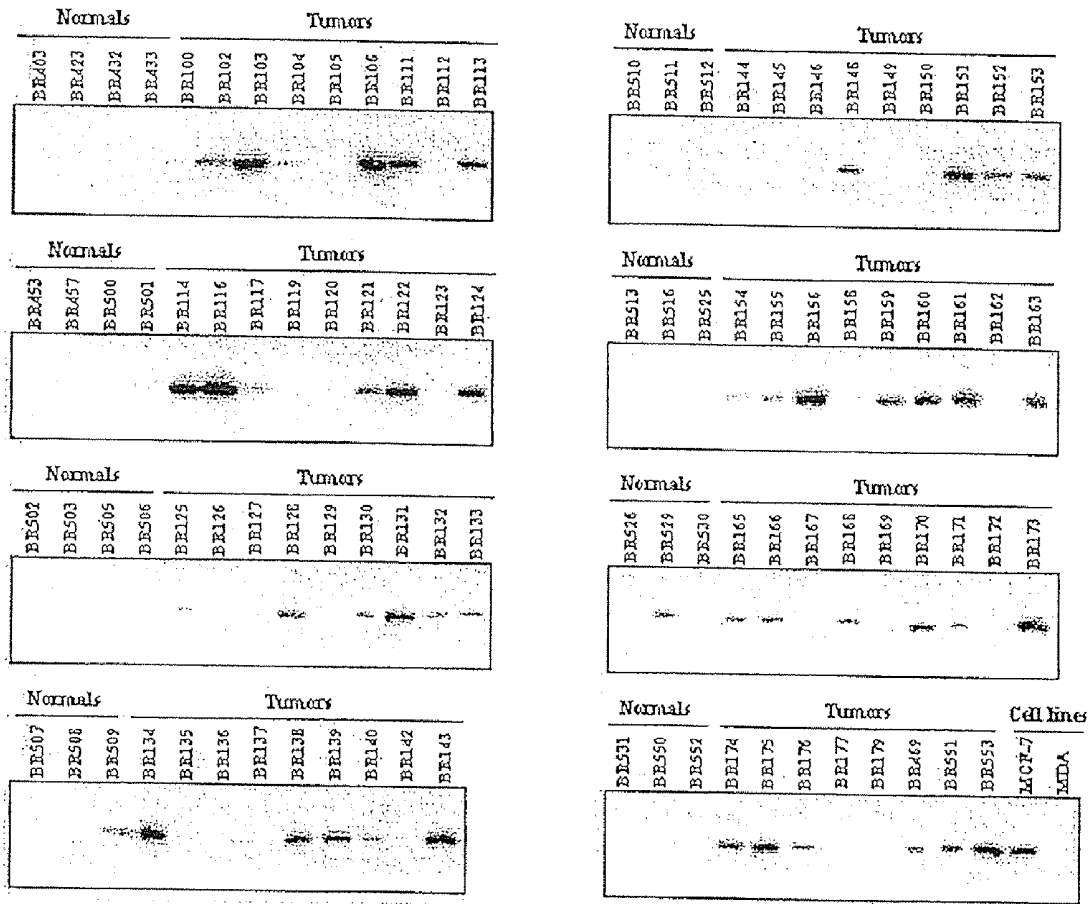 Normals Tumors
BR403 BR423 BR432 BR433 BR100 BR102 BR103 BR104 BR105 BR106 BR111 BR112 BR113
Normals Tumors
BR453 BR457 BR500 BR501 BR114 BR116 BR117 BR119 BR120 BR121 BR122 BR123 BR124
Normals Tumors
BR502 BR503 BR505 BR506 BR125 BR126 BR127 BR128 BR129 BR130 BR131 BR132 BR133
Normals Tumors
BR507 BR508 BR509 BR134 BR135 BR136 BR137 BR138 BR139 BR140 BR142 BR143
Normals Tumors
BR510 BR511 BR512 BR144 BR145 BR146 BR148 BR149 BR150 BR151 BR152 BR153
Normals Tumors
BR513 BR516 BR525 BR154 BR155 BR156 BR158 BR159 BR160 BR161 BR162 BR163
Normals Tumors
BR526 BR529 BR530 BR165 BR166 BR167 BR168 BR169 BR170 BR171 BR172 BR173
Normals Tumors Cell lines
BR531 BR550 BR552 BR174 BR175 BR176 BR177 BR179 BR469 BR551 BR553 MCF-7 MDA